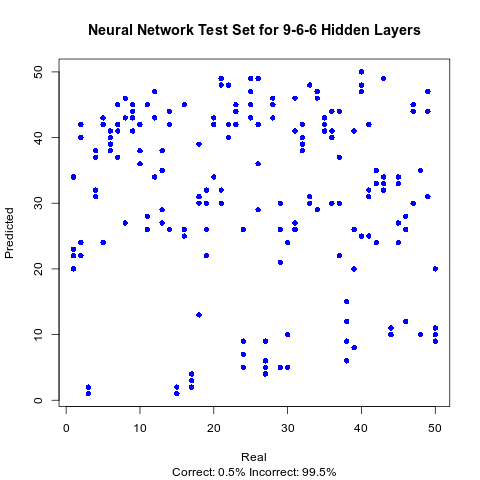 Neural Network Test Set for 9-6-6 Hidden Layers
Predicted
50
40
30
20
10
0
0 10 20 30 40 50
Real
Correct: 0.5% Incorrect: 99.5%